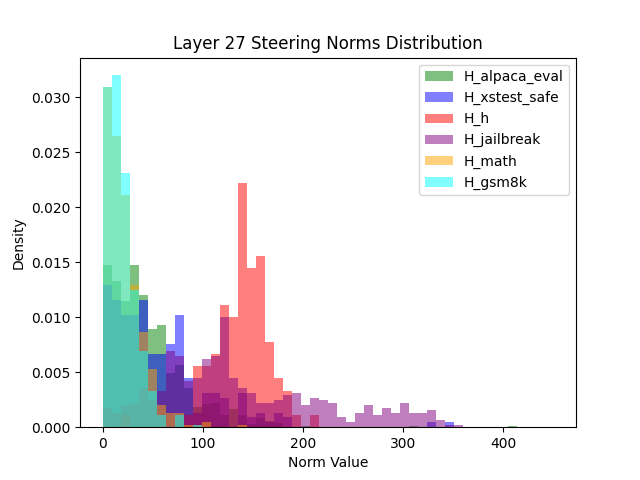 Layer 27 Steering Norms Distribution
H_alpaca_eval
H_xstest_safe
H_h
H_jailbreak
H_math
H_gsm8k
Density
0.030
0.025
0.020
0.015
0.010
0.005
0.000
0
100
200
300
400
Norm Value